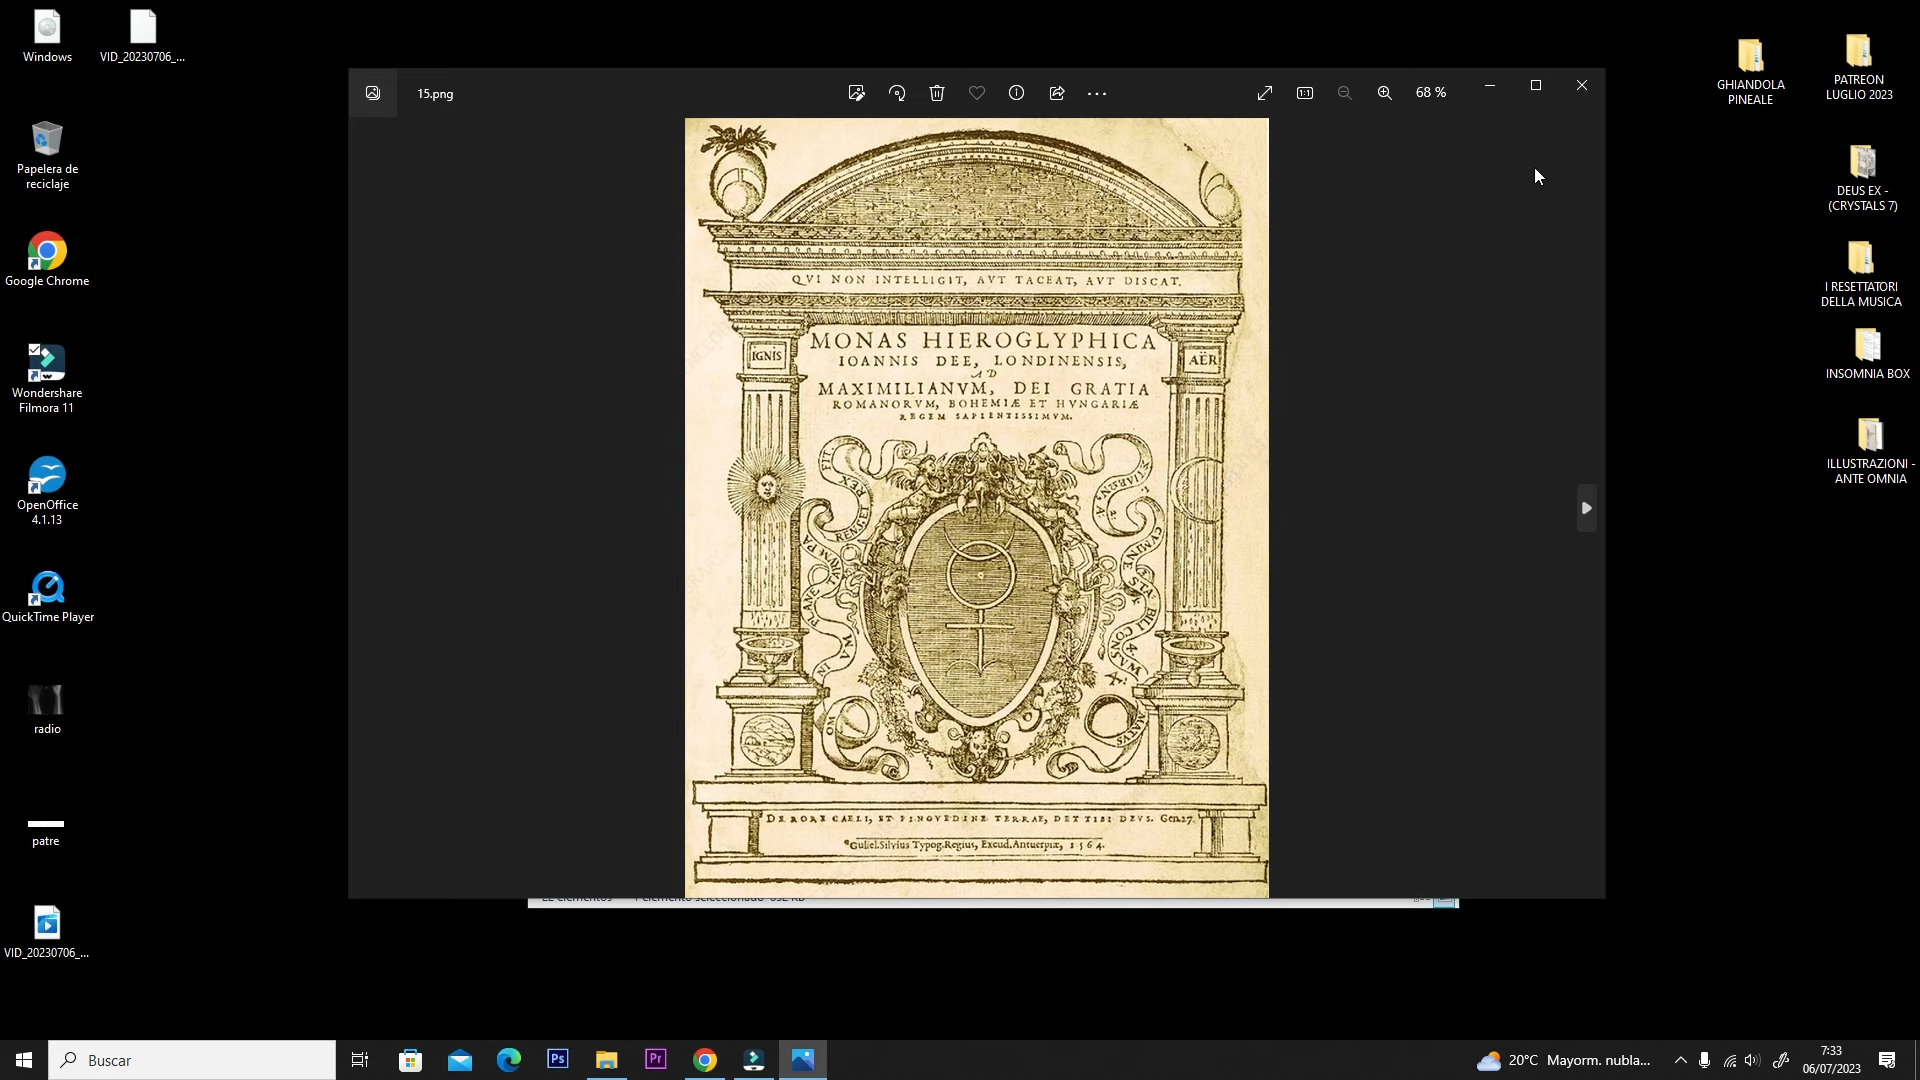 Windows
VID_20230706_...
Papelera de
reciclaje
Google Chrome
Wondershare
Filmora 11
OpenOffice
4.1.13
QuickTime Player
radio
patre
VID_20230706_...
15.png
68 %
QVI NON INTELLIGIT, AVT TACEAT, AVT DISCAT.
MONAS HIEROGLYPHICA
IOANNIS DEE, LONDINENSIS,
AD
MAXIMILIANVM, DEI GRATIA
ROMANORVM, BOHEMIÆ ET HVNGARIÆ
REGEM SAPIENTISSIMVM.
IGNIS
AËR
DE RORE CAELI, ET PINGVEDINE TERRAE, DET TIBI DEVS. Gen.27.
Guliel.Silvius Typog.Regius, Excud.Antuerpiæ, 1564.
GHIANDOLA
PINEALE
PATREON
LUGLIO 2023
DEUS EX -
(CRYSTALS 7)
I RESETTATORI
DELLA MUSICA
INSOMNIA BOX
ILLUSTRAZIONI -
ANTE OMNIA
Buscar
Ps
Pr
20°C Mayorm. nubla...
7:33
06/07/2023